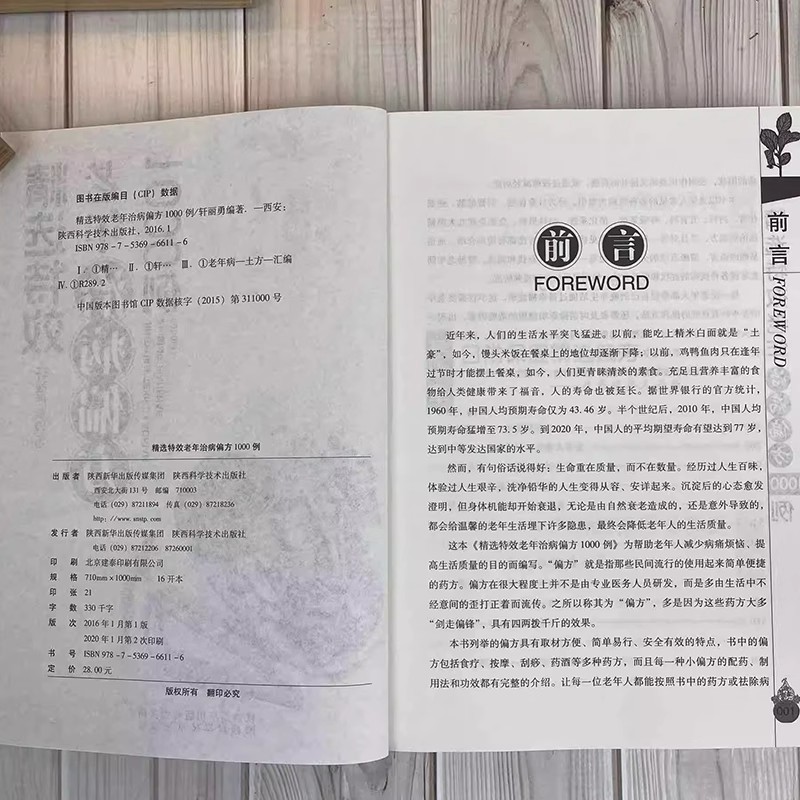 图书在版编目（CIP）数据
精选特效老年治病偏方1000例/轩丽勇编著．—西安：
陕西科学技术出版社，2016.1
ISBN 978-7-5369-6611-6
Ⅰ．①精… Ⅱ．①轩… Ⅲ．①老年病—土方—汇编
Ⅳ．①R289.2
中国版本图书馆CIP数据核字（2015）第311000号
精选特效老年治病偏方1000例
出版者 陕西新华出版传媒集团 陕西科学技术出版社
西安北大街131号 邮编 710003
电话（029）87211894 传真（029）87218236
http://www.snstp.com
发行者 陕西新华出版传媒集团 陕西科学技术出版社
电话（029）87212206 87260001
印刷 北京建泰印刷有限公司
规格 710mm×1000mm 16开本
印张 21
字数 330千字
版次 2016年1月第1版
2020年1月第2次印刷
书号 ISBN 978-7-5369-6611-6
定价 28.00元
版权所有 翻印必究
前言
FOREWORD
近年来，人们的生活水平突飞猛进。以前，能吃上精米白面就是“土
豪”，如今，馒头米饭在餐桌上的地位却逐渐下降；以前，鸡鸭鱼肉只在逢年
过节时才能摆上餐桌，如今，人们更青睐清淡的素食。充足且营养丰富的食
物给人类健康带来了福音，人的寿命也被延长。据世界银行的官方统计，
1960年，中国人均预期寿命仅为43.46岁。半个世纪后，2010年，中国人均
预期寿命猛增至73.5岁。到2020年，中国人的平均期望寿命有望达到77岁，
达到中等发达国家的水平。
然而，有句俗话说得好：生命重在质量，而不在数量。经历过人生百味，
体验过人生艰辛，洗净铅华的人生变得从容、安详起来。沉淀后的心态愈发
澄明，但身体机能却开始衰退，无论是由自然衰老造成的，还是意外导致的，
都会给温馨的老年生活埋下许多隐患，最终会降低老年人的生活质量。
这本《精选特效老年治病偏方1000例》为帮助老年人减少病痛烦恼、提
高生活质量的目的而编写。“偏方”就是指那些民间流行的使用起来简单便捷
的药方。偏方在很大程度上并不是由专业医务人员研发，而是多由生活中不
经意间的歪打正着而流传。之所以称其为“偏方”，多是因为这些药方大多
“剑走偏锋”，具有四两拨千斤的效果。
本书列举的偏方具有取材方便、简单易行、安全有效的特点，书中的偏
方包括食疗、按摩、刮痧、药酒等多种药方，而且每一种小偏方的配药、制
用法和功效都有完整的介绍。让每一位老年人都能按照书中的药方或祛除病
前言
FOREWORD
001